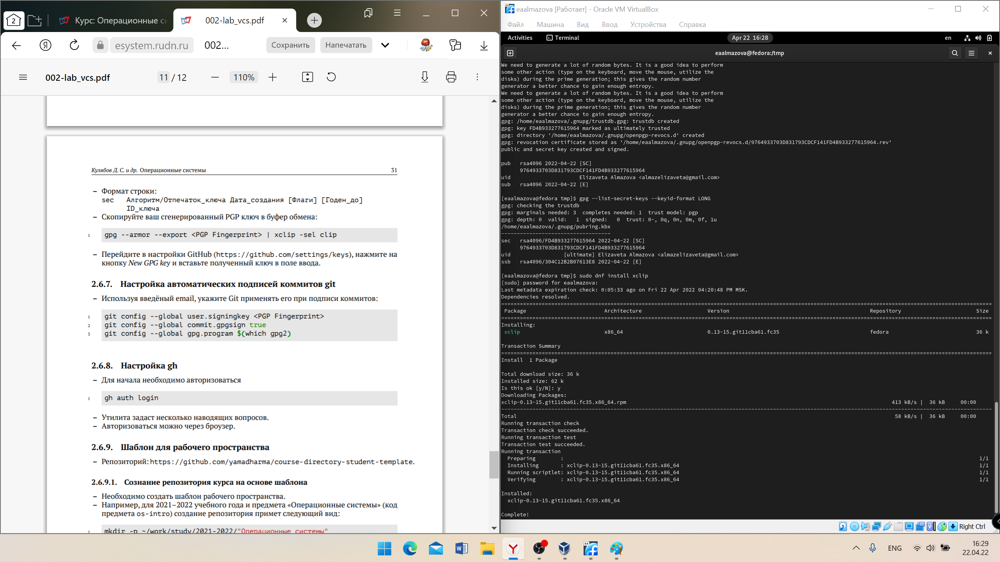 2
Курс: Операционные си
002-lab_vcs.pdf
esystem.rudn.ru
002...
Сохранить
Напечатать
002-lab_vcs.pdf
11 / 12
110%
Кулябов Д. С. и др. Операционные системы
31
– Формат строки:
sec Алгоритм/Отпечаток_ключа Дата_создания [Флаги] [Годен_до]
ID_ключа
– Скопируйте ваш сгенерированный PGP ключ в буфер обмена:
1 gpg --armor --export <PGP Fingerprint> | xclip -sel clip
– Перейдите в настройки GitHub (https://github.com/settings/keys), нажмите на
кнопку New GPG key и вставьте полученный ключ в поле ввода.
2.6.7. Настройка автоматических подписей коммитов git
– Используя введёный email, укажите Git применять его при подписи коммитов:
1 git config --global user.signingkey <PGP Fingerprint>
2 git config --global commit.gpgsign true
3 git config --global gpg.program $(which gpg2)
2.6.8. Настройка gh
– Для начала необходимо авторизоваться
1 gh auth login
– Утилита задаст несколько наводящих вопросов.
– Авторизоваться можно через броузер.
2.6.9. Шаблон для рабочего пространства
– Репозиторий: https://github.com/yamadharma/course-directory-student-template.
2.6.9.1. Сознание репозитория курса на основе шаблона
– Необходимо создать шаблон рабочего пространства.
– Например, для 2021–2022 учебного года и предмета «Операционные системы» (код
предмета os-intro) создание репозитория примет следующий вид:
1 mkdir -p ~/work/study/2021-2022/"Операционные системы"
eaalmazova [Работает] - Oracle VM VirtualBox
Файл Машина Вид Ввод Устройства Справка
Activities Terminal Apr 22 16:28 en
eaalmazova@fedora:/tmp
We need to generate a lot of random bytes. It is a good idea to perform
some other action (type on the keyboard, move the mouse, utilize the
disks) during the prime generation; this gives the random number
generator a better chance to gain enough entropy.
We need to generate a lot of random bytes. It is a good idea to perform
some other action (type on the keyboard, move the mouse, utilize the
disks) during the prime generation; this gives the random number
generator a better chance to gain enough entropy.
gpg: /home/eaalmazova/.gnupg/trustdb.gpg: trustdb created
gpg: key FD4B933277615964 marked as ultimately trusted
gpg: directory '/home/eaalmazova/.gnupg/openpgp-revocs.d' created
gpg: revocation certificate stored as '/home/eaalmazova/.gnupg/openpgp-revocs.d/9764933703D831793CDCF141FD4B933277615964.rev'
public and secret key created and signed.
pub rsa4096 2022-04-22 [SC]
9764933703D831793CDCF141FD4B933277615964
uid Elizaveta Almazova <almazelizaveta@gmail.com>
sub rsa4096 2022-04-22 [E]
[eaalmazova@fedora tmp]$ gpg --list-secret-keys --keyid-format LONG
gpg: checking the trustdb
gpg: marginals needed: 3 completes needed: 1 trust model: pgp
gpg: depth: 0 valid: 1 signed: 0 trust: 0-, 0q, 0n, 0m, 0f, 1u
/home/eaalmazova/.gnupg/pubring.kbx
-----------------------------------
sec rsa4096/FD4B933277615964 2022-04-22 [SC]
9764933703D831793CDCF141FD4B933277615964
uid [ultimate] Elizaveta Almazova <almazelizaveta@gmail.com>
ssb rsa4096/304C12B2B07613E8 2022-04-22 [E]
[eaalmazova@fedora tmp]$ sudo dnf install xclip
[sudo] password for eaalmazova:
Last metadata expiration check: 0:05:33 ago on Fri 22 Apr 2022 04:20:48 PM MSK.
Dependencies resolved.
Package Architecture Version Repository Size
Installing:
xclip x86_64 0.13-15.git11cba61.fc35 fedora 36 k
Transaction Summary
Install 1 Package
Total download size: 36 k
Installed size: 62 k
Is this ok [y/N]: y
Downloading Packages:
xclip-0.13-15.git11cba61.fc35.x86_64.rpm 413 kB/s | 36 kB 00:00
Total 58 kB/s | 36 kB 00:00
Running transaction check
Transaction check succeeded.
Running transaction test
Transaction test succeeded.
Running transaction
Preparing : 1/1
Installing : xclip-0.13-15.git11cba61.fc35.x86_64 1/1
Running scriptlet: xclip-0.13-15.git11cba61.fc35.x86_64 1/1
Verifying : xclip-0.13-15.git11cba61.fc35.x86_64 1/1
Installed:
xclip-0.13-15.git11cba61.fc35.x86_64
Complete!
Right Ctrl
ENG
16:29
22.04.22